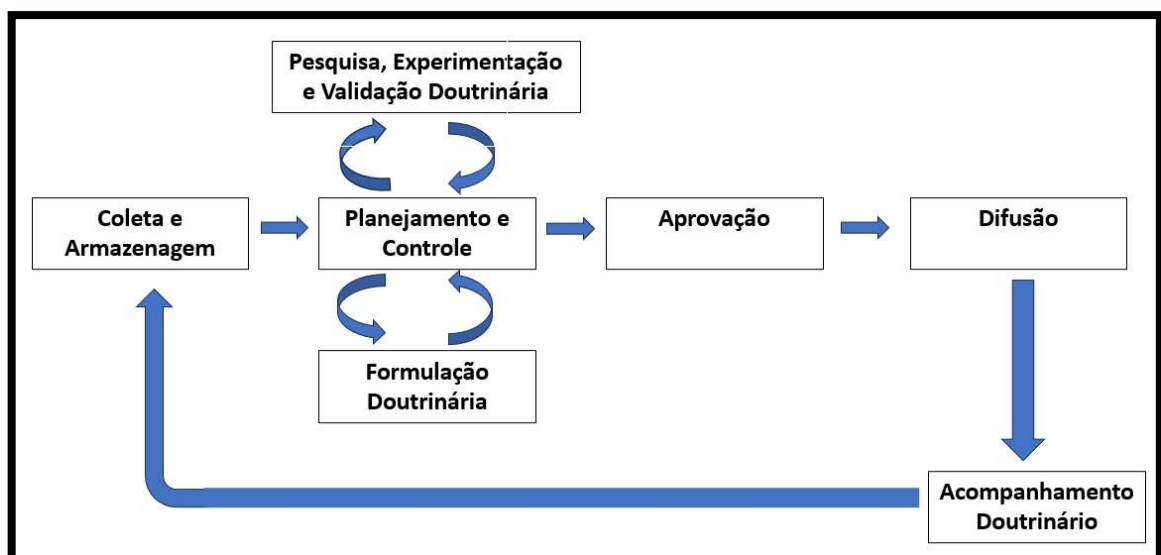 Pesquisa, Experimentação
e Validação Doutrinária
Coleta e
Armazenagem
Planejamento e
Controle
Aprovação
Difusão
Formulação
Doutrinária
Acompanhamento
Doutrinário